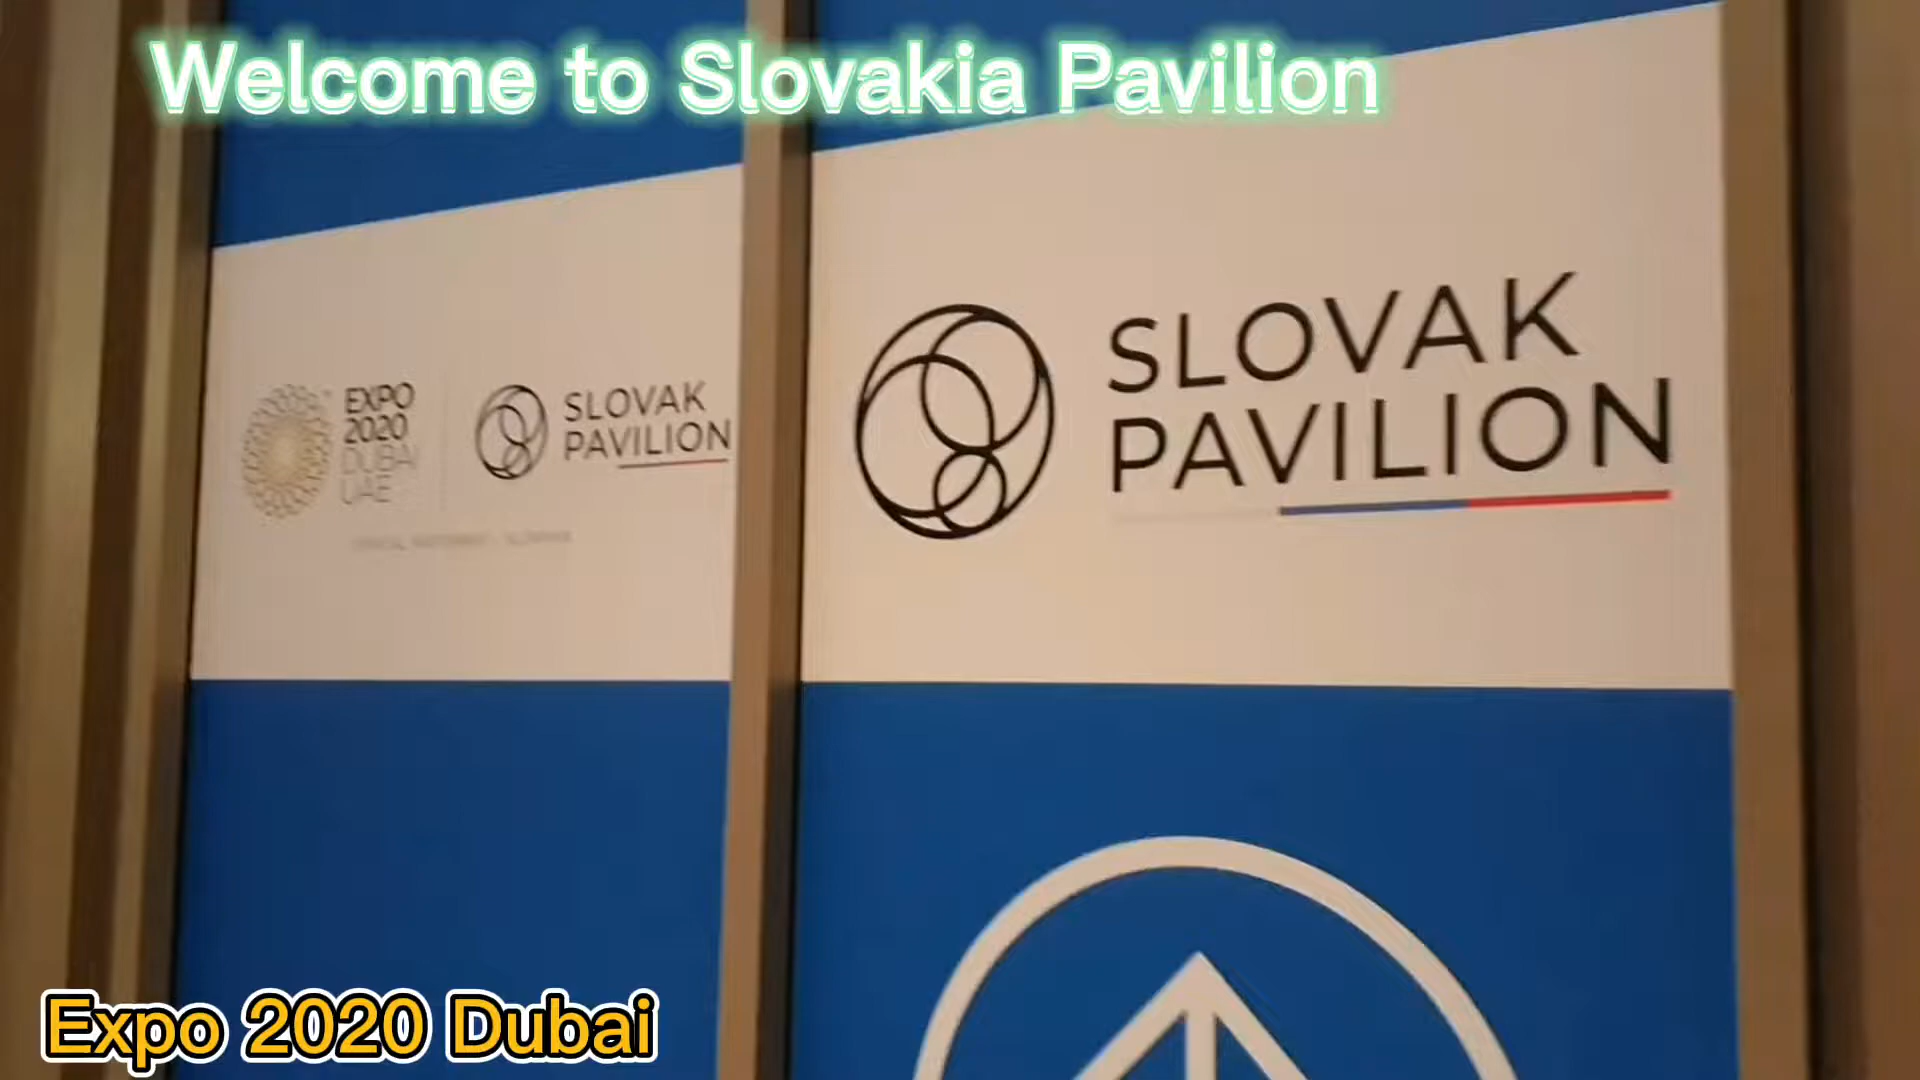 Welcome to Slovakia Pavilion
SLOVAK
PAVILION
EXPO
2020
DUBAI
UAE
SLOVAK
PAVILION
Expo 2020 Dubai